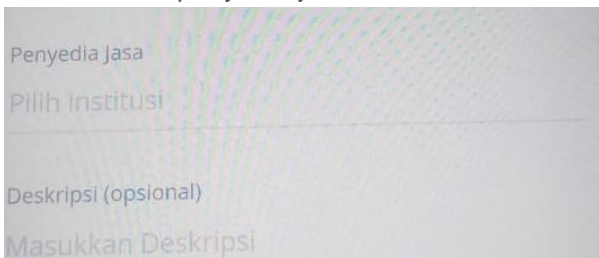 Penyedia Jasa
Pilih institusi
Deskripsi (opsional)
Masukkan Deskripsi